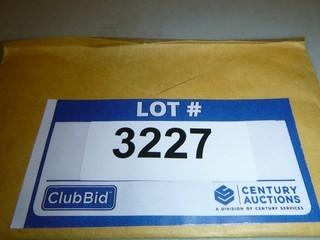 LOT #
3227
ClubBid
CENTURY
AUCTIONS
A DIVISION OF CENTURY SERVICES